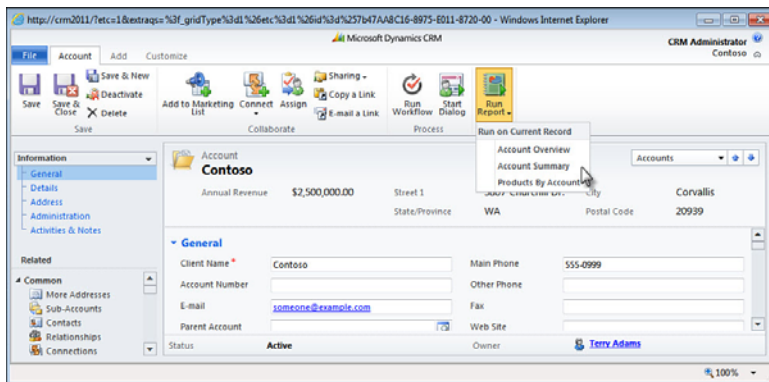 http://crm2011/?etc=1&extraqs=%3f_gridType%3d1%26etc%3d1%26id%3d%257b47AA8C16-8975-E011-8720-00 - Windows Internet Explorer
Microsoft Dynamics CRM
CRM Administrator
Contoso
File Account Add Customize
Save
Save & Close
Save & New
Deactivate
Delete
Save
Add to Marketing List
Connect
Assign
Sharing
Copy a Link
E-mail a Link
Collaborate
Run Workflow
Start Dialog
Process
Run Report
Run on Current Record
Account Overview
Account Summary
Products By Account
Information
General
Details
Address
Administration
Activities & Notes
Related
Common
More Addresses
Sub-Accounts
Contacts
Relationships
Connections
Account
Contoso
Accounts
Annual Revenue $2,500,000.00 Street 1 Churchill Dr. City Corvallis
State/Province WA Postal Code 20939
General
Client Name * Contoso Main Phone 555-0999
Account Number Other Phone
E-mail someone@example.com Fax
Parent Account Web Site
Status Active Owner Terry Adams
100%